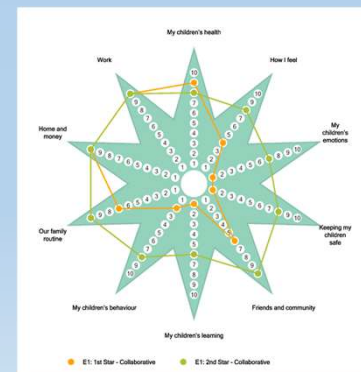 My children's health
Work
How I feel
Home and
money
My
children's
emotions
Our family
routine
Keeping my
children
safe
My children's behaviour
Friends and community
My children's learning
E1: 1st Star - Collaborative
E1: 2nd Star - Collaborative